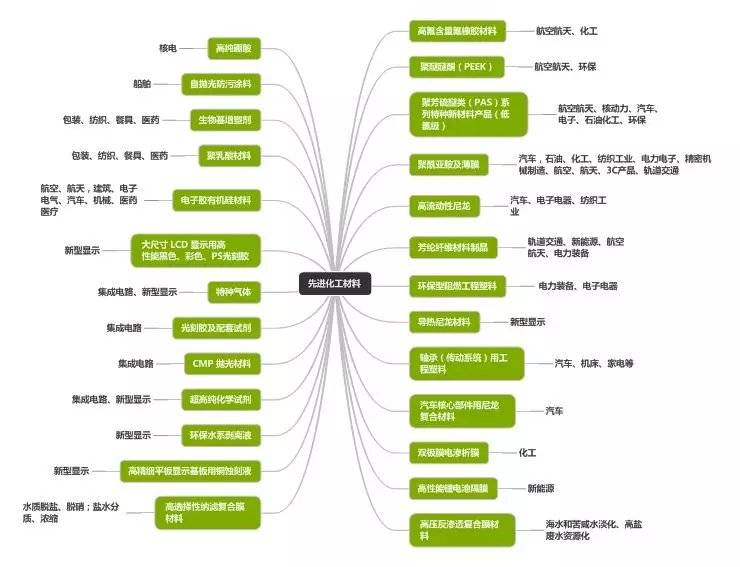 先进化工材料
核电
高纯硼酸
船舶
自抛光防污涂料
包装、纺织、餐具、医药
生物基增塑剂
包装、纺织、餐具、医药
聚乳酸材料
航空、航天，建筑、电子
电气、汽车、机械、医药
医疗
电子胶有机硅材料
新型显示
大尺寸 LCD 显示用高
性能黑色、彩色、PS光刻胶
集成电路、新型显示
特种气体
集成电路
光刻胶及配套试剂
集成电路
CMP 抛光材料
集成电路、新型显示
超高纯化学试剂
新型显示
环保水系剥离液
新型显示
高精细平板显示基板用铜蚀刻液
水质脱盐、脱硝；盐水分
质、浓缩
高选择性纳滤复合膜
材料
高氟含量氟橡胶材料
航空航天、化工
聚醚醚酮（PEEK）
航空航天、环保
聚芳硫醚类（PAS）系
列特种新材料产品（低
氯级）
航空航天、核动力、汽车、
电子、石油化工、环保
聚酰亚胺及薄膜
汽车，石油、化工、纺织工业、电力电子、精密机
械制造、航空、航天、3C产品、轨道交通
高流动性尼龙
汽车、电子电器、纺织工
业
芳纶纤维材料制品
轨道交通、新能源、航空
航天、电力装备
环保型阻燃工程塑料
电力装备、电子电器
导热尼龙材料
新型显示
轴承（传动系统）用工
程塑料
汽车、机床、家电等
汽车核心部件用尼龙
复合材料
汽车
双极膜电渗折膜
化工
高性能锂电池隔膜
新能源
高压反渗透复合膜材
料
海水和苦咸水淡化、高盐
废水资源化